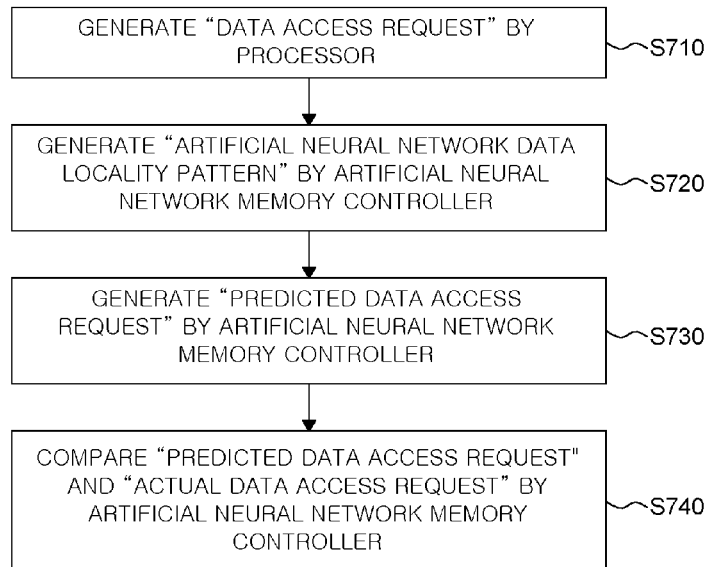 GENERATE “DATA ACCESS REQUEST” BY
PROCESSOR
S710
GENERATE “ARTIFICIAL NEURAL NETWORK DATA
LOCALITY PATTERN” BY ARTIFICIAL NEURAL
NETWORK MEMORY CONTROLLER
S720
GENERATE “PREDICTED DATA ACCESS
REQUEST” BY ARTIFICIAL NEURAL NETWORK
MEMORY CONTROLLER
S730
COMPARE “PREDICTED DATA ACCESS REQUEST"
AND “ACTUAL DATA ACCESS REQUEST” BY
ARTIFICIAL NEURAL NETWORK MEMORY
CONTROLLER
S740